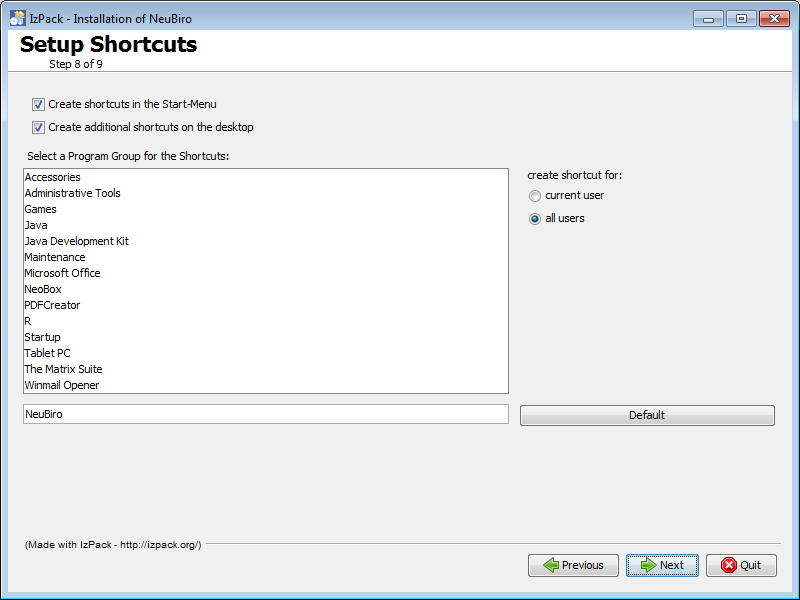 IzPack - Installation of NeuBiro
Setup Shortcuts
Step 8 of 9
Create shortcuts in the Start-Menu
Create additional shortcuts on the desktop
Select a Program Group for the Shortcuts:
Accessories
Administrative Tools
Games
Java
Java Development Kit
Maintenance
Microsoft Office
NeoBox
PDFCreator
R
Startup
Tablet PC
The Matrix Suite
Winmail Opener
create shortcut for:
current user
all users
NeuBiro
Default
(Made with IzPack - http://izpack.org/)
Previous
Next
Quit